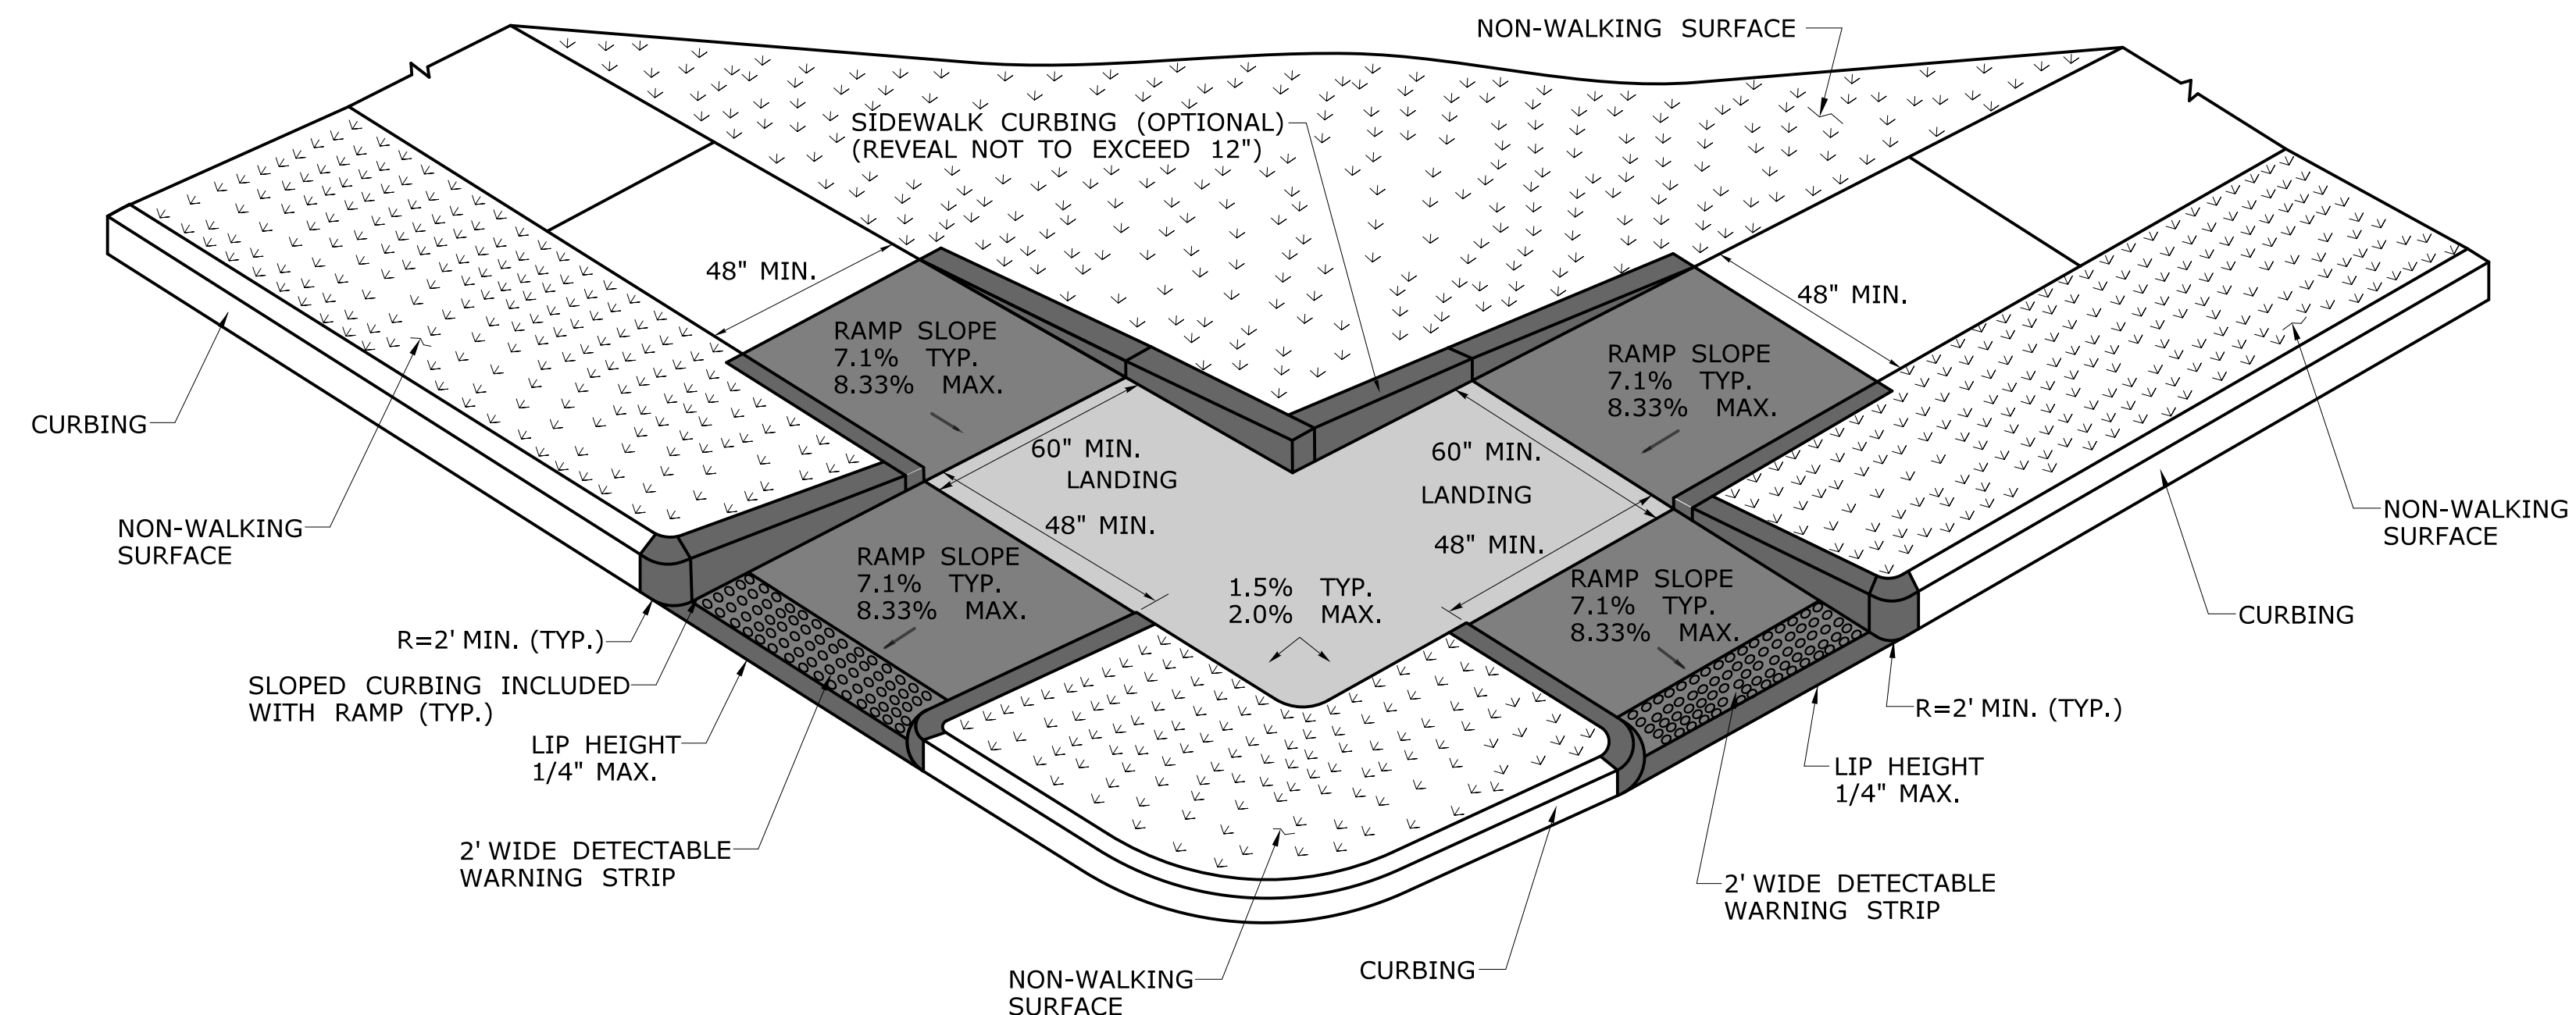 NON-WALKING SURFACE
SIDEWALK CURBING (OPTIONAL)
(REVEAL NOT TO EXCEED 12")
48" MIN.
48" MIN.
RAMP SLOPE
7.1% TYP.
8.33% MAX.
RAMP SLOPE
7.1% TYP.
8.33% MAX.
CURBING
60" MIN.
LANDING
48" MIN.
60" MIN.
LANDING
48" MIN.
NON-WALKING
SURFACE
NON-WALKING
SURFACE
RAMP SLOPE
7.1% TYP.
8.33% MAX.
1.5% TYP.
2.0% MAX.
RAMP SLOPE
7.1% TYP.
8.33% MAX.
CURBING
R=2' MIN. (TYP.)
SLOPED CURBING INCLUDED
WITH RAMP (TYP.)
R=2' MIN. (TYP.)
LIP HEIGHT
1/4" MAX.
LIP HEIGHT
1/4" MAX.
2' WIDE DETECTABLE
WARNING STRIP
2' WIDE DETECTABLE
WARNING STRIP
NON-WALKING
SURFACE
CURBING